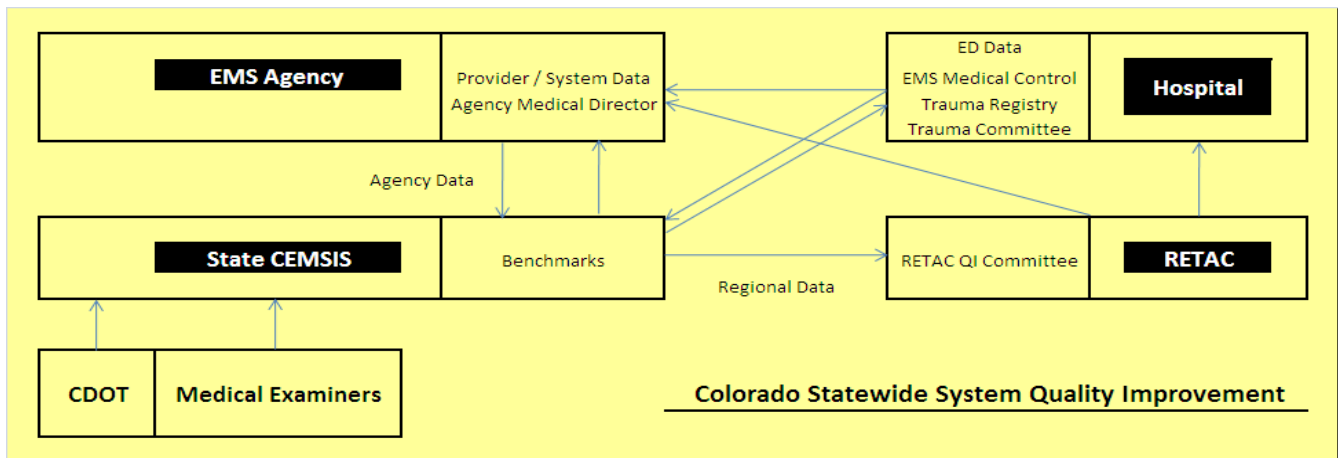 EMS Agency
Provider / System Data
Agency Medical Director
ED Data
EMS Medical Control
Trauma Registry
Trauma Committee
Hospital
Agency Data
State CEMSIS
Benchmarks
Regional Data
RETAC QI Committee
RETAC
CDOT
Medical Examiners
Colorado Statewide System Quality Improvement